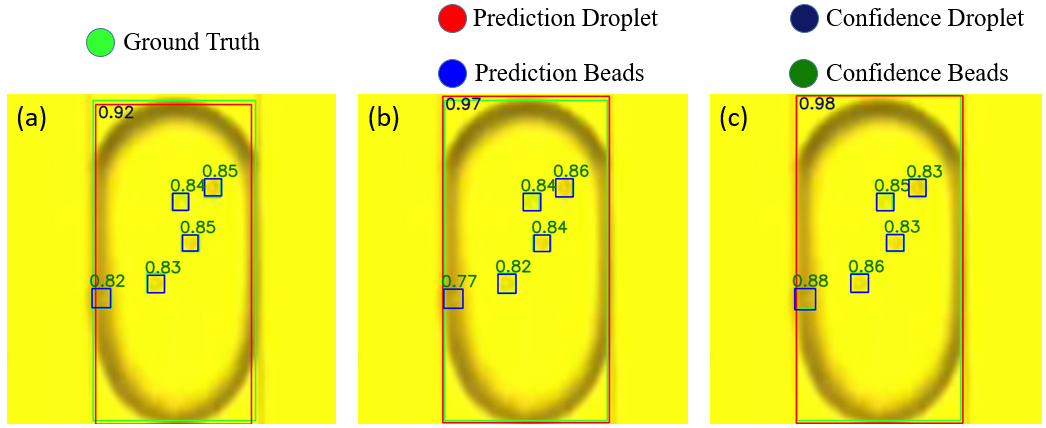 Ground Truth
Prediction Droplet
Prediction Beads
Confidence Droplet
Confidence Beads
(a)
0.92
0.85
0.84
0.85
0.83
0.82
(b)
0.97
0.86
0.84
0.84
0.82
0.77
(c)
0.98
0.83
0.85
0.83
0.86
0.88